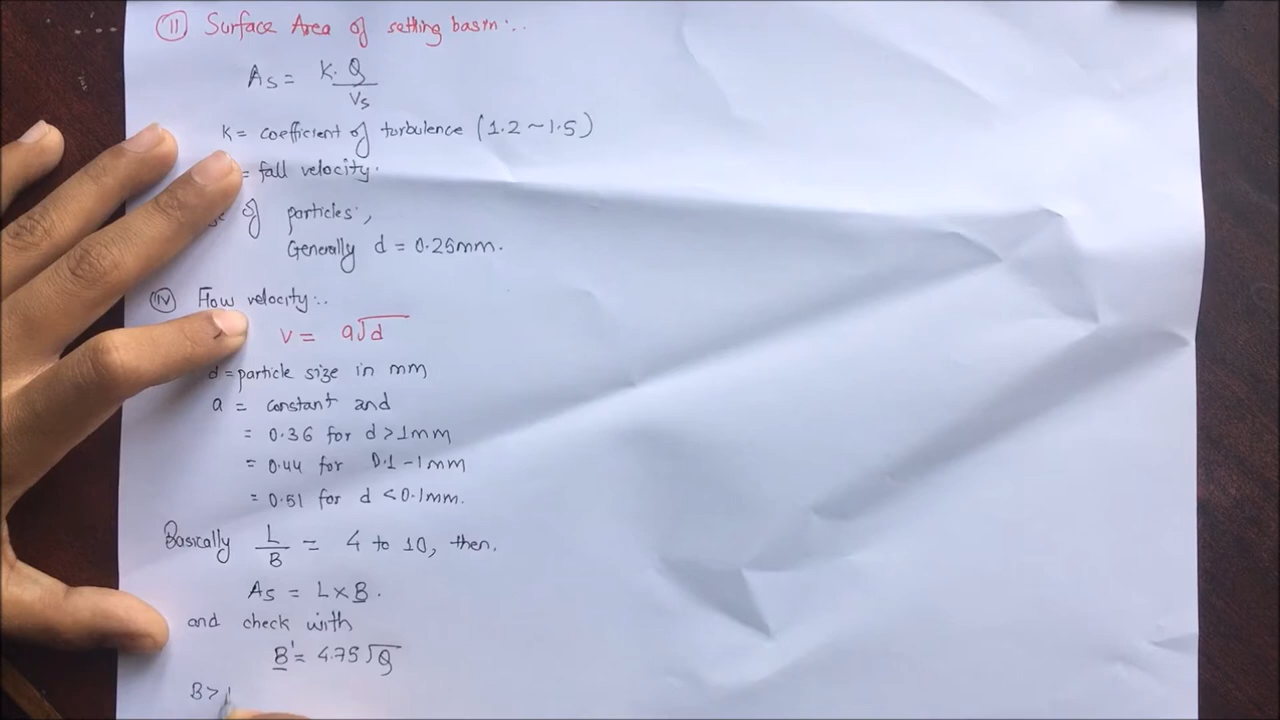 II Surface Area of settling basin:..
As = K.Q / Vs
K = coefficient of turbulence (1.2 ~ 1.5)
= fall velocity.
of particles,
Generally d = 0.25mm.
IV Flow velocity:..
V = a√d
d = particle size in mm
a = constant and
= 0.36 for d > 1mm
= 0.44 for 0.1 - 1mm
= 0.51 for d < 0.1mm.
Basically L/B = 4 to 10, then,
As = L × B.
and check with
B' = 4.75√Q
B >